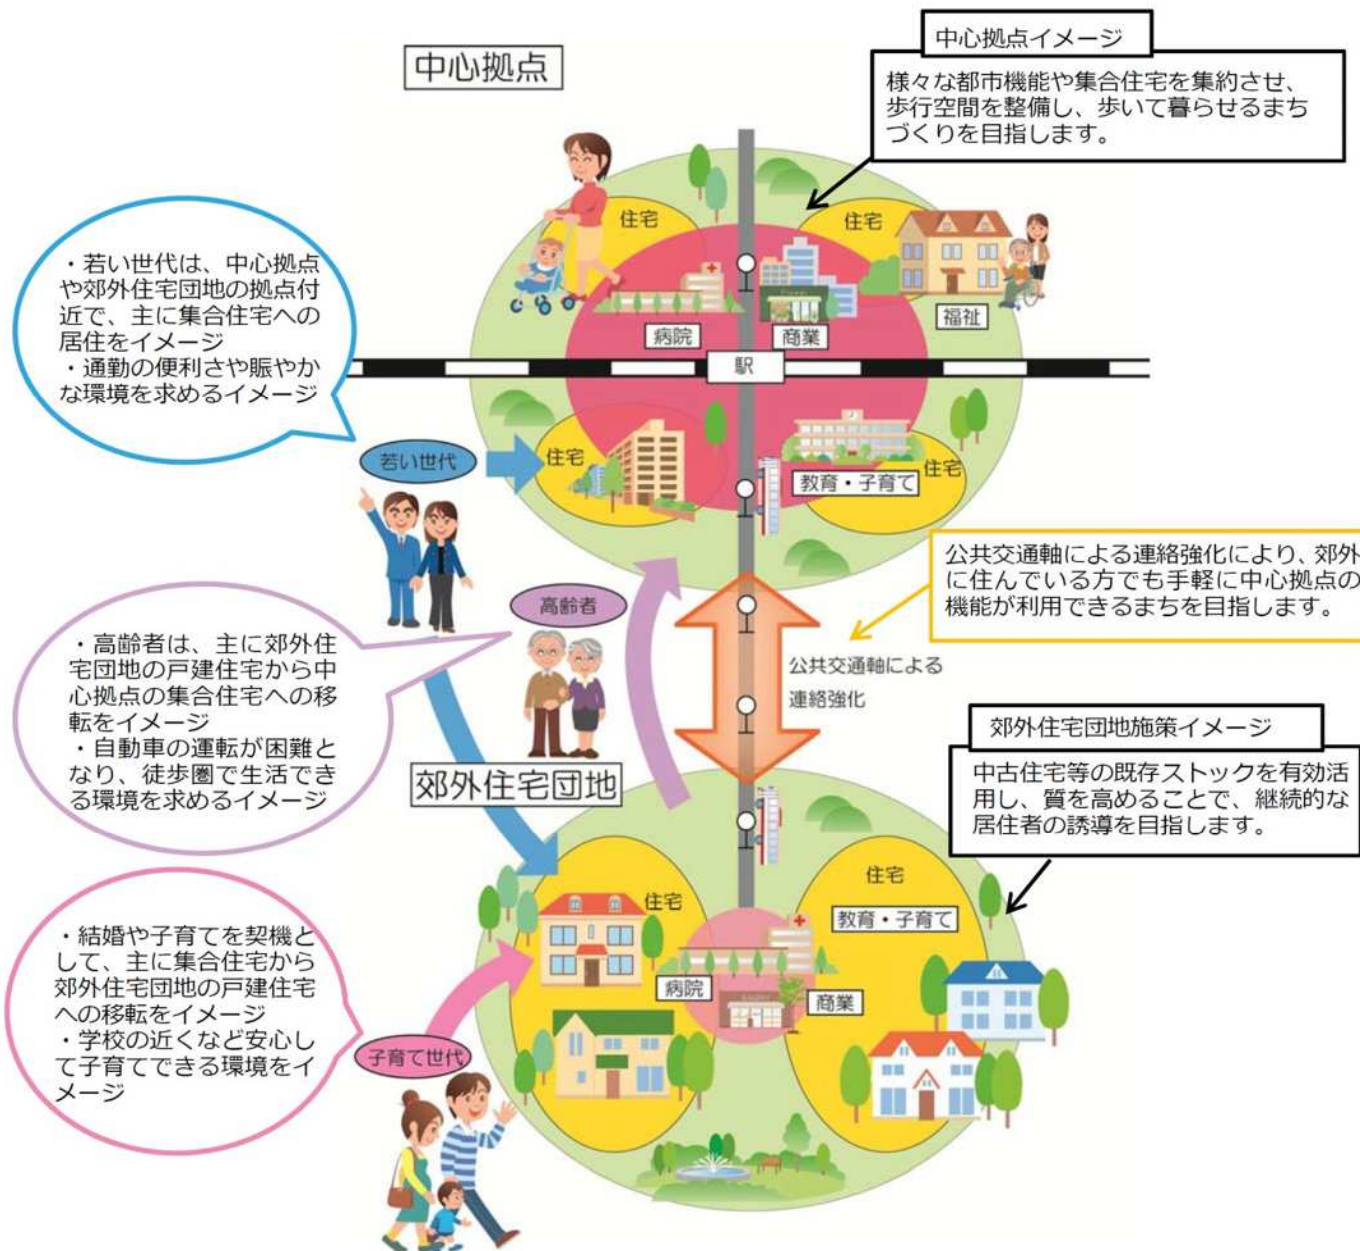 中心拠点
中心拠点イメージ
様々な都市機能や集合住宅を集約させ、
歩行空間を整備し、歩いて暮らせるまち
づくりを目指します。
住宅
住宅
・若い世代は、中心拠点
や郊外住宅団地の拠点付
近で、主に集合住宅への
居住をイメージ
・通勤の便利さや賑やか
な環境を求めるイメージ
病院
商業
福祉
駅
若い世代
住宅
住宅
教育・子育て
公共交通軸による連絡強化により、郊外
に住んでいる方でも手軽に中心拠点の
機能が利用できるまちを目指します。
高齢者
・高齢者は、主に郊外住
宅団地の戸建住宅から中
心拠点の集合住宅への移
転をイメージ
・自動車の運転が困難と
なり、徒歩圏で生活でき
る環境を求めるイメージ
公共交通軸による
連絡強化
郊外住宅団地
郊外住宅団地施策イメージ
中古住宅等の既存ストックを有効活
用し、質を高めることで、継続的な
居住者の誘導を目指します。
住宅
住宅
教育・子育て
病院
商業
・結婚や子育てを契機と
して、主に集合住宅から
郊外住宅団地の戸建住宅
への移転をイメージ
・学校の近くなど安心し
て子育てできる環境をイ
メージ
子育て世代